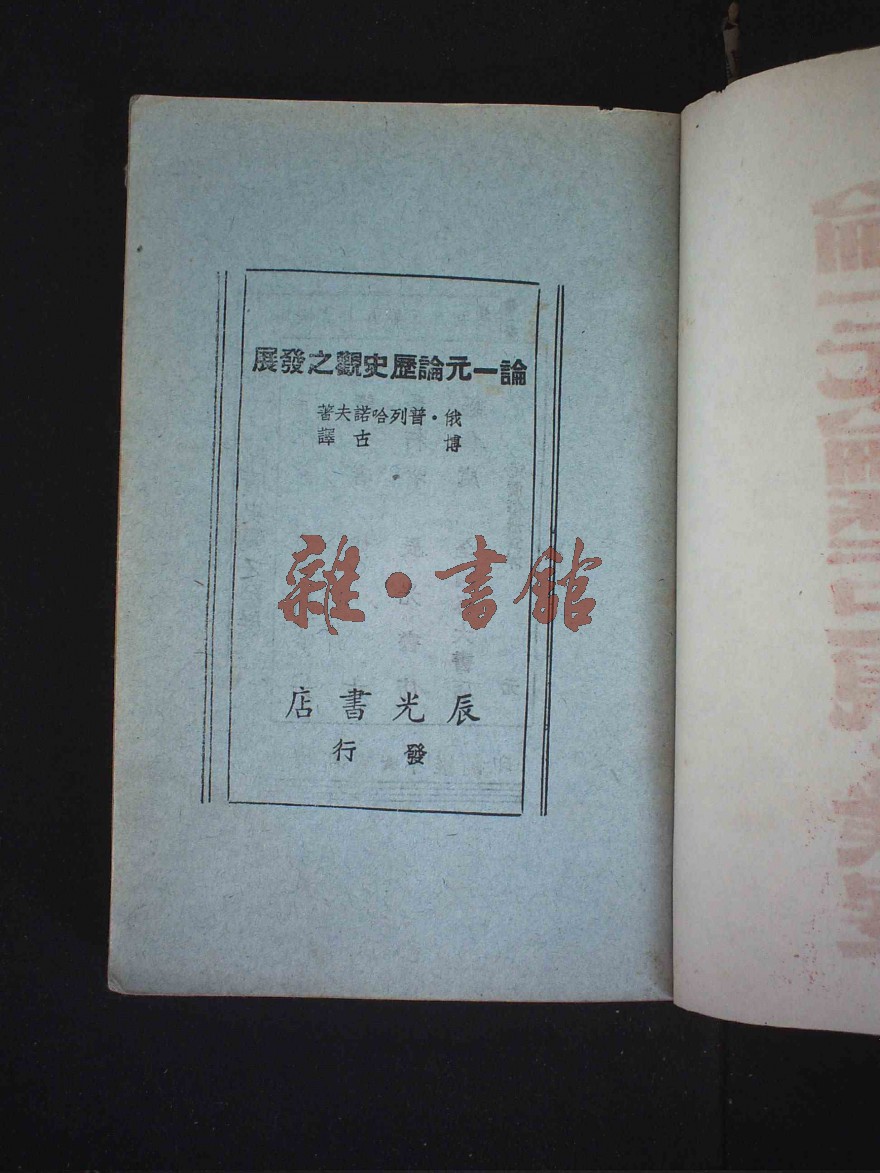 論一元論歷史觀之發展
俄·普列哈諾夫著
博古譯
雜·書館
辰光書店
發行